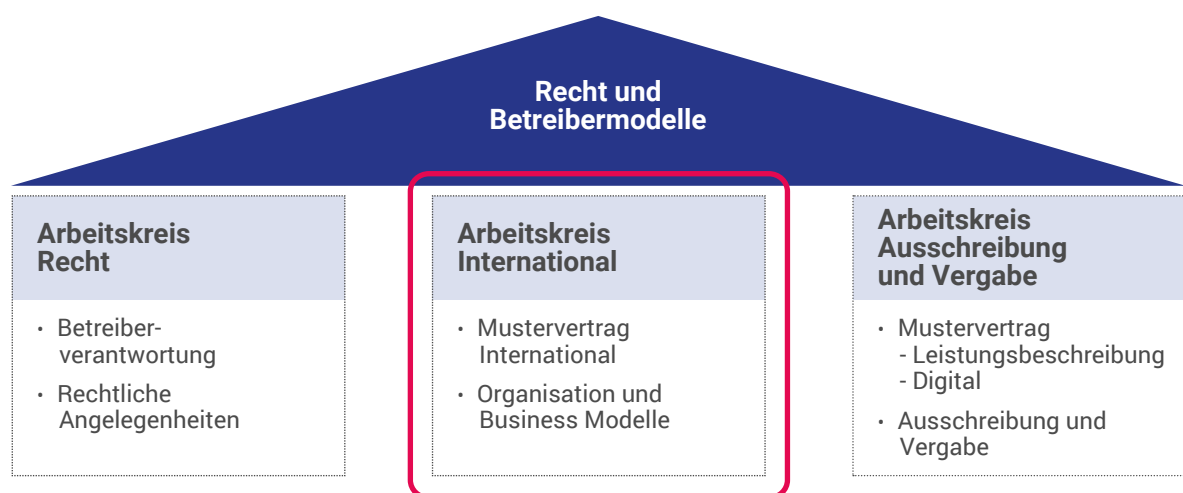 Recht und
Betreibermodelle
Arbeitskreis
Recht
• Betreiber-
verantwortung
• Rechtliche
Angelegenheiten
Arbeitskreis
International
• Mustervertrag
International
• Organisation und
Business Modelle
Arbeitskreis
Ausschreibung
und Vergabe
• Mustervertrag
- Leistungsbeschreibung
- Digital
• Ausschreibung und
Vergabe